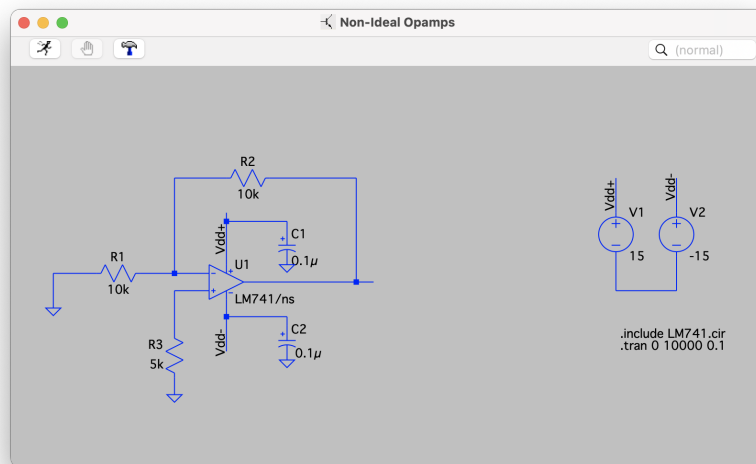 Non-Ideal Opamps
(normal)
R2
10k
Vdd+
C1
0.1µ
R1
10k
U1
LM741/ns
R3
5k
Vdd-
C2
0.1µ
Vdd+
V1
15
Vdd-
V2
-15
.include LM741.cir
.tran 0 10000 0.1